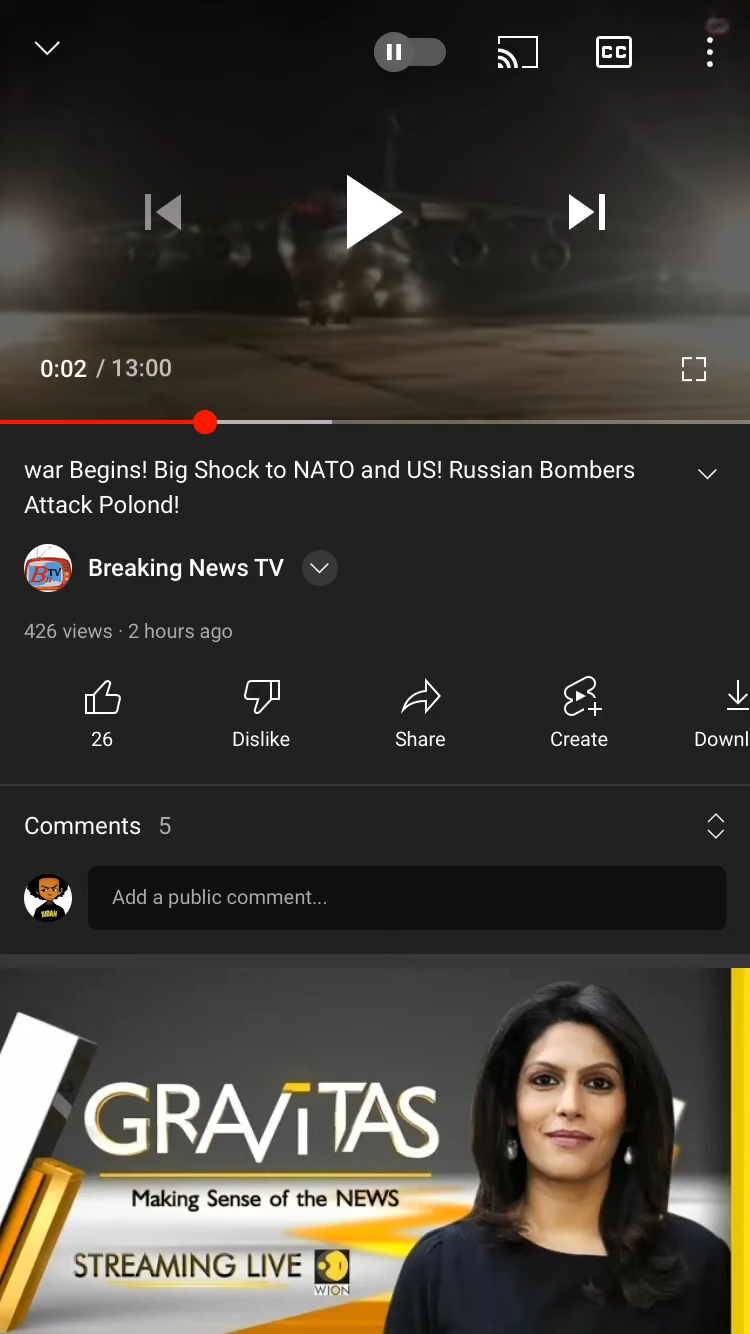 CC
0:02 / 13:00
war Begins! Big Shock to NATO and US! Russian Bombers
Attack Polond!
BTV
Breaking News TV
426 views · 2 hours ago
26
Dislike
Share
Create
Downl
Comments 5
Add a public comment...
GRAViTAS
Making Sense of the NEWS
STREAMING LIVE
WION